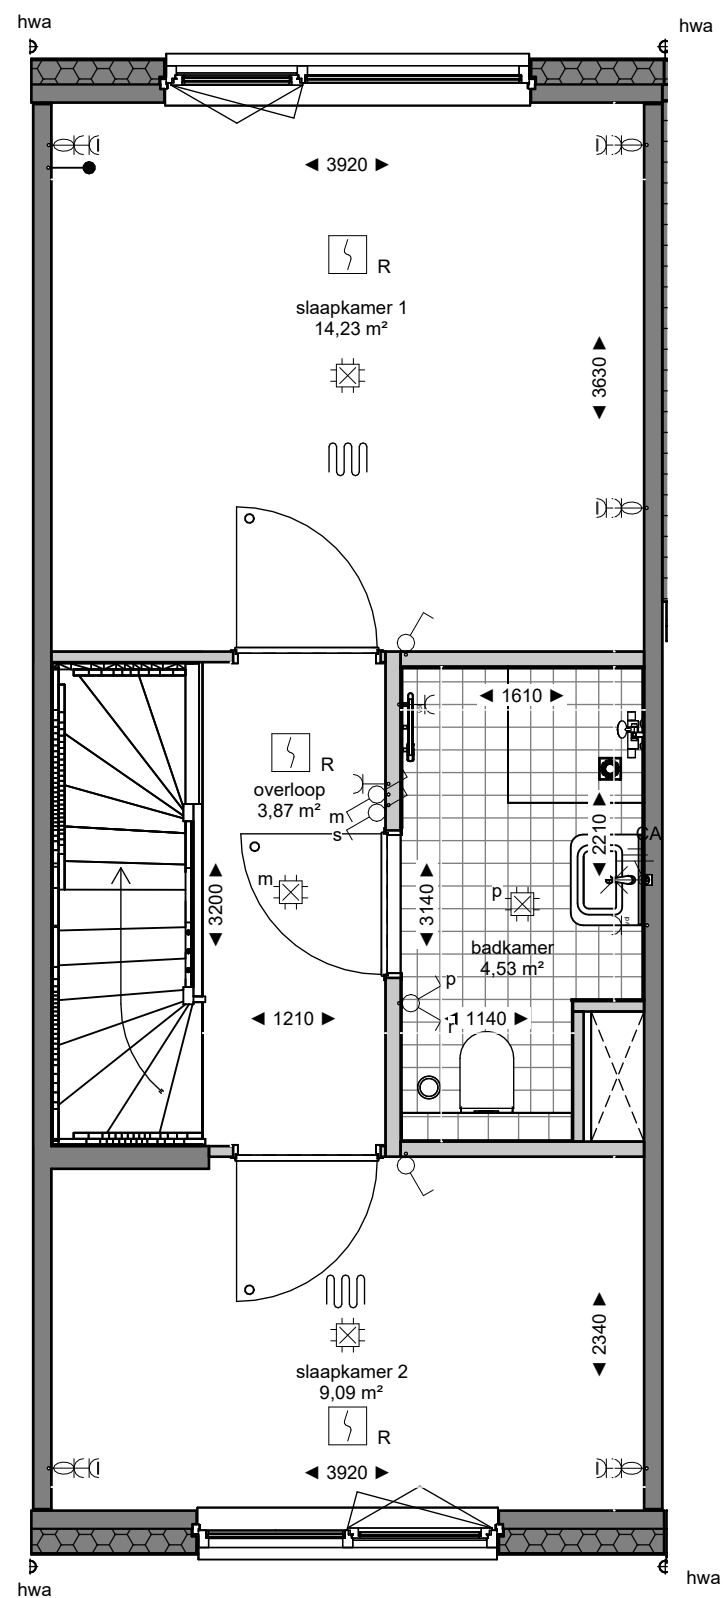 hwa
hwa
3920
R
slaapkamer 1
14,23 m²
3630
1610
R
overloop
3,87 m²
m
s
2210
CA
m
3200
3140
p
badkamer
4,53 m²
p
1210
r
1140
2340
slaapkamer 2
9,09 m²
R
3920
hwa
hwa